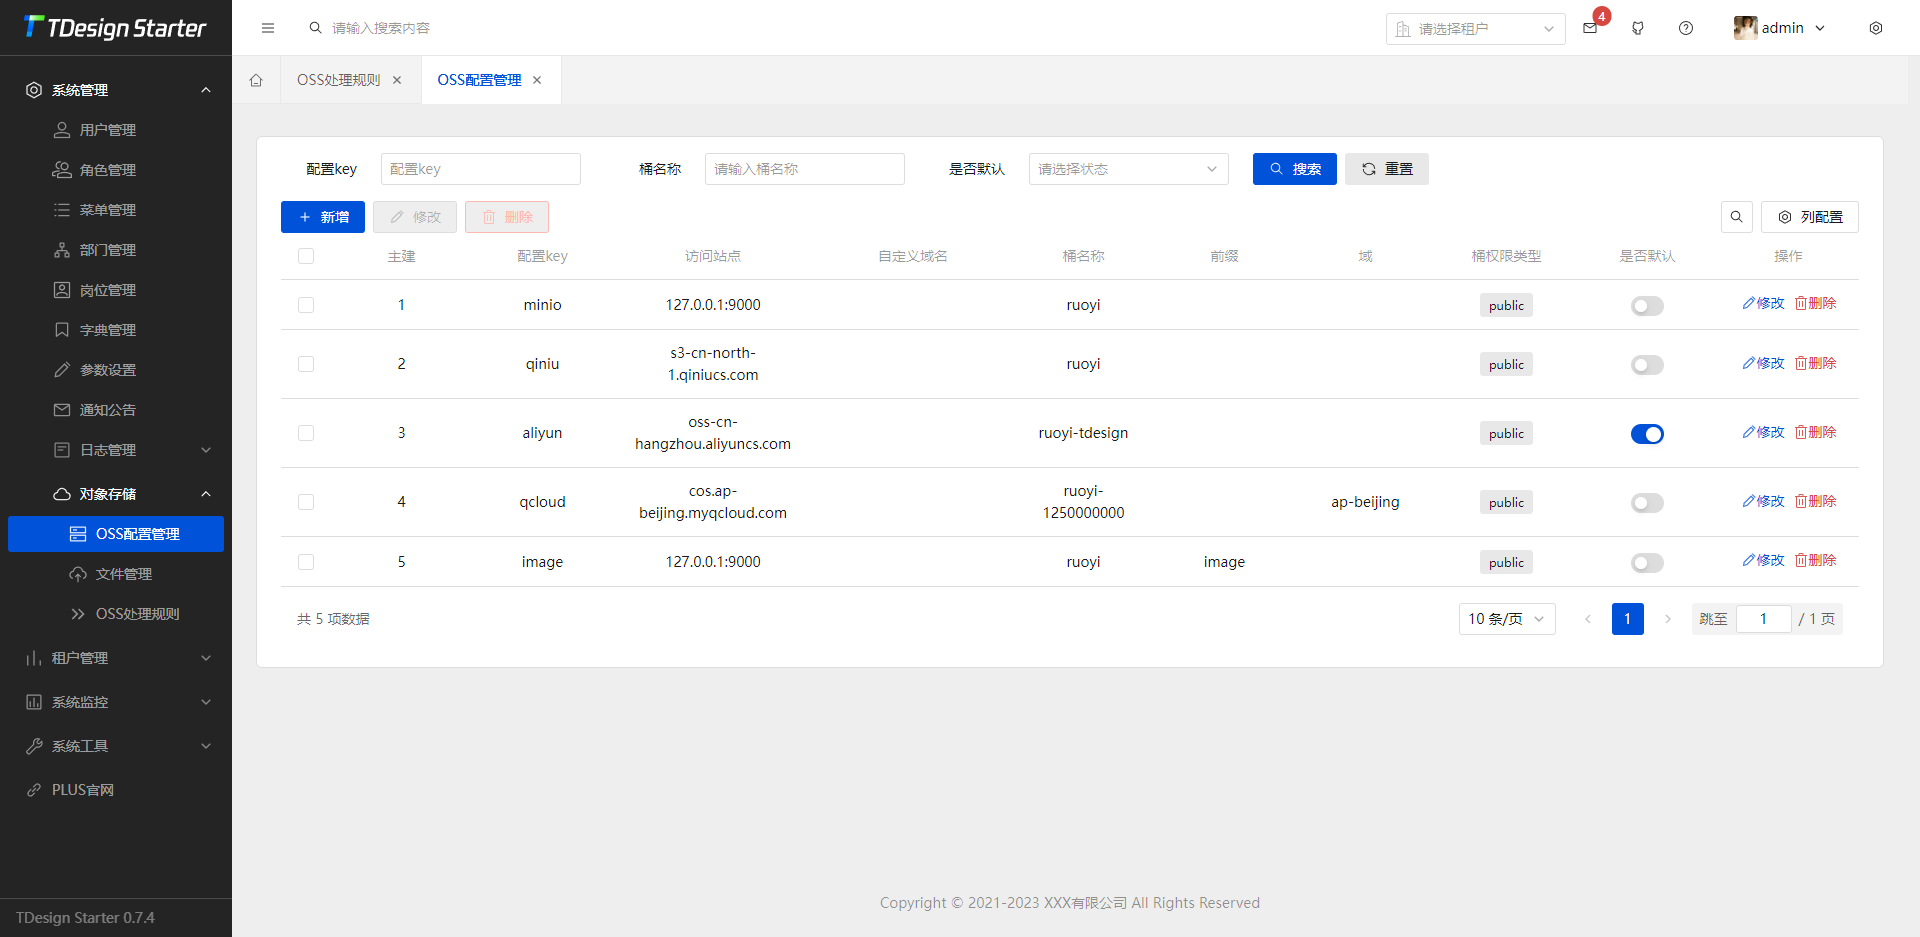 TDesign Starter
请输入搜索内容
请选择租户
4
admin
系统管理
用户管理
角色管理
菜单管理
部门管理
岗位管理
字典管理
参数设置
通知公告
日志管理
对象存储
OSS配置管理
文件管理
OSS处理规则
租户管理
系统监控
系统工具
PLUS官网
TDesign Starter 0.7.4
OSS处理规则 OSS配置管理
配置key 配置key 桶名称 请输入桶名称 是否默认 请选择状态 搜索 重置
新增 修改 删除 列配置
主建 配置key 访问站点 自定义域名 桶名称 前缀 域 桶权限类型 是否默认 操作
1 minio 127.0.0.1:9000 ruoyi public 修改 删除
2 qiniu s3-cn-north-
1.qiniucs.com ruoyi public 修改 删除
3 aliyun oss-cn-
hangzhou.aliyuncs.com ruoyi-tdesign public 修改 删除
4 qcloud cos.ap-
beijing.myqcloud.com ruoyi-
1250000000 ap-beijing public 修改 删除
5 image 127.0.0.1:9000 ruoyi image public 修改 删除
共 5 项数据 10 条/页 1 跳至 1 / 1 页
Copyright © 2021-2023 XXX有限公司 All Rights Reserved